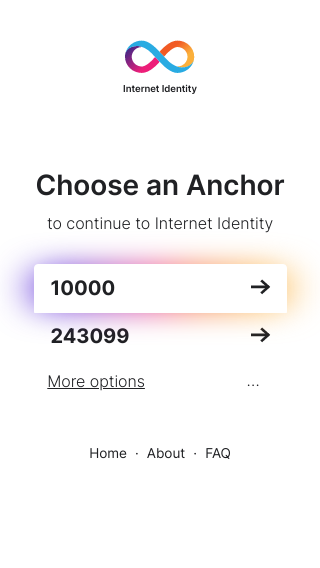 Internet Identity
Choose an Anchor
to continue to Internet Identity
10000 →
243099 →
More options ...
Home · About · FAQ